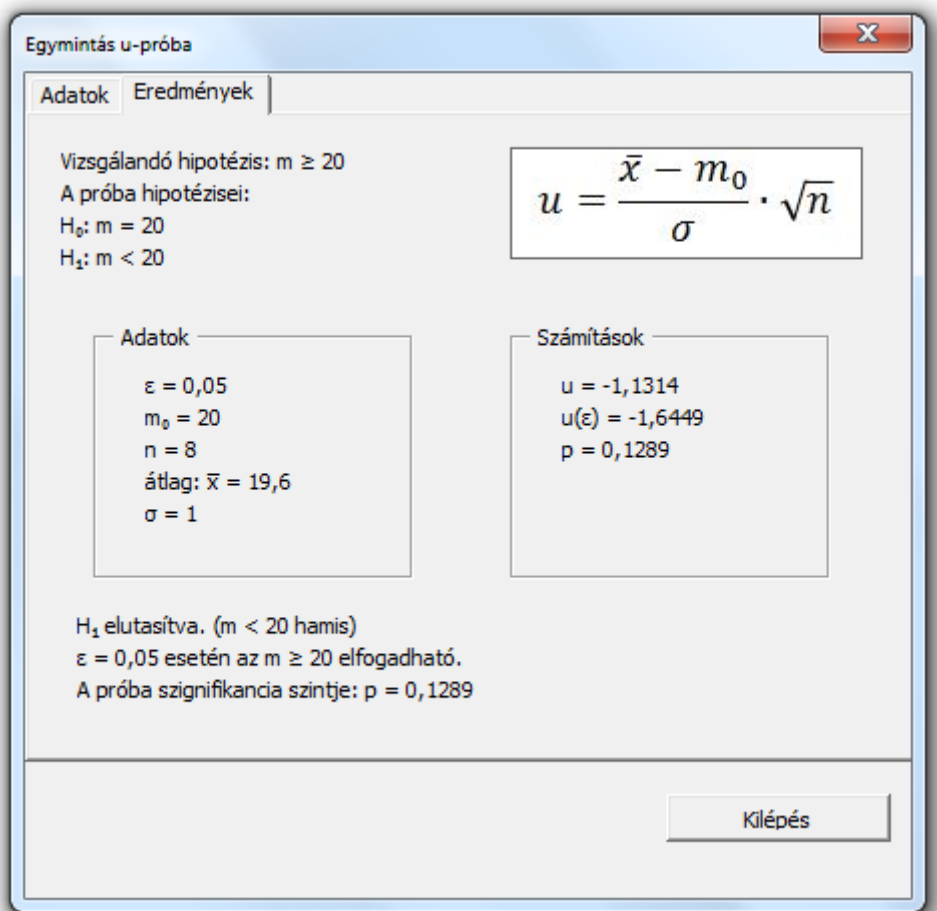 Egymintás u-próba
X
Adatok Eredmények
Vizsgálandó hipotézis: m ≥ 20
A próba hipotézisei:
H₀: m = 20
H₁: m < 20
u = (x̄ − m₀)/σ · √n
Adatok
ε = 0,05
m₀ = 20
n = 8
átlag: x̄ = 19,6
σ = 1
Számítások
u = -1,1314
u(ε) = -1,6449
p = 0,1289
H₁ elutasítva. (m < 20 hamis)
ε = 0,05 esetén az m ≥ 20 elfogadható.
A próba szignifikancia szintje: p = 0,1289
Kilépés